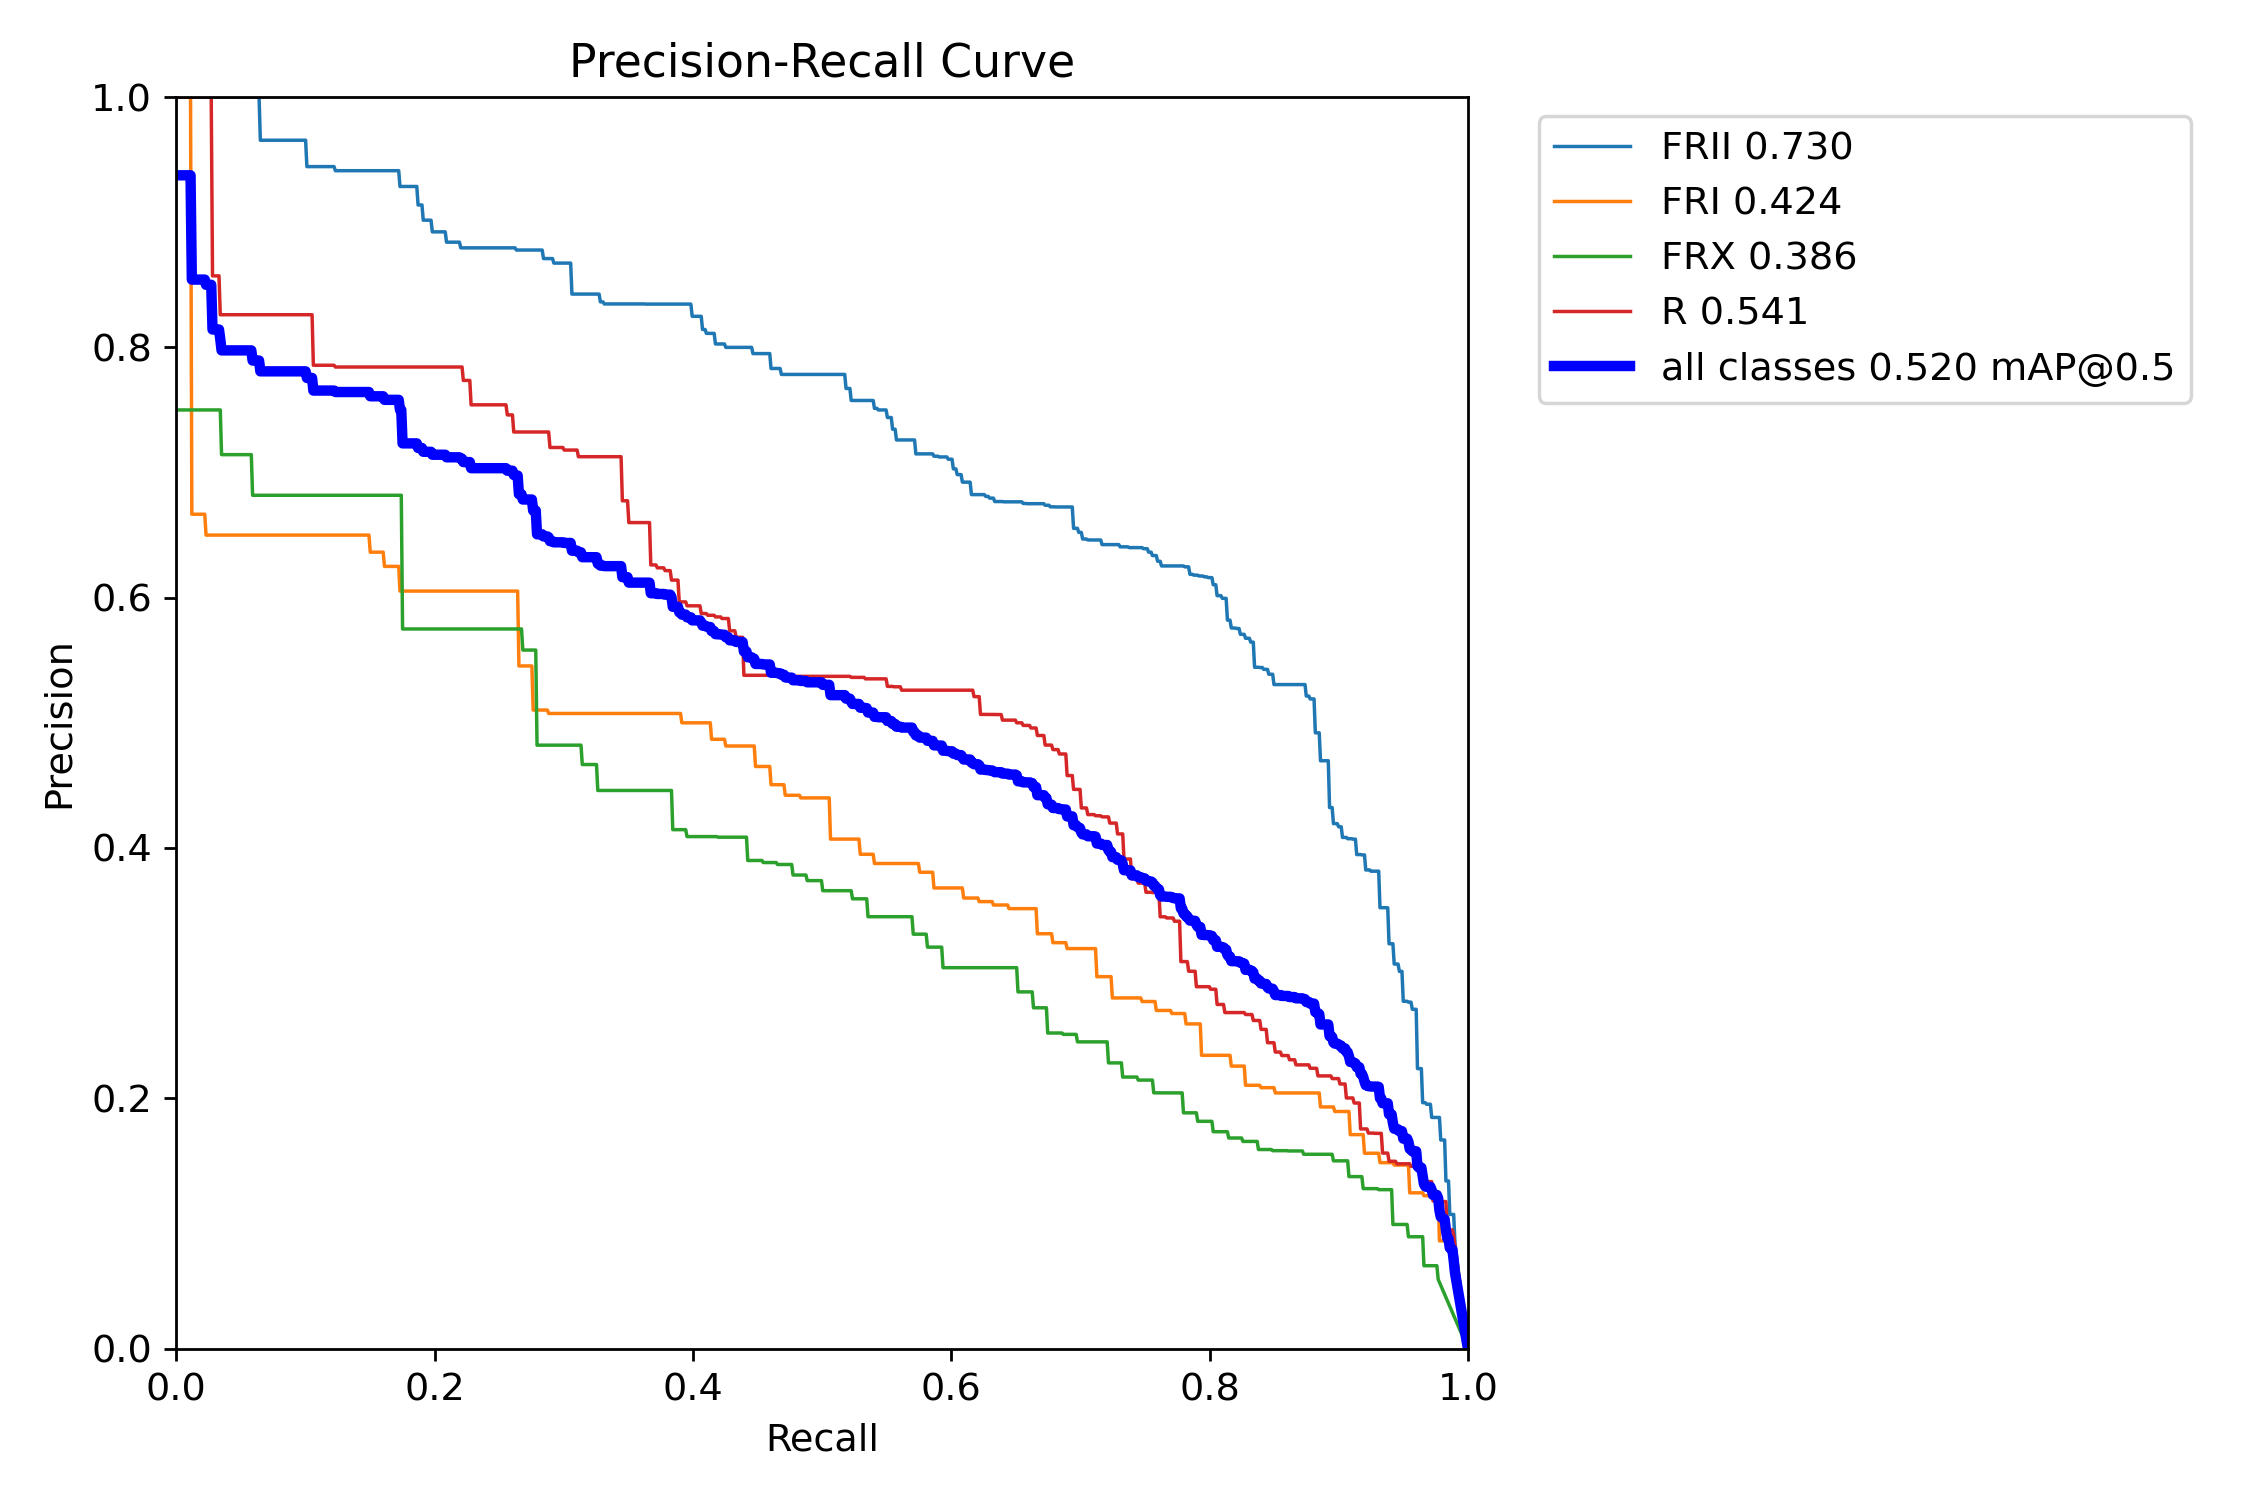 Precision-Recall Curve
1.0
0.8
0.6
0.4
0.2
0.0
Precision
0.0 0.2 0.4 0.6 0.8 1.0
Recall
FRII 0.730
FRI 0.424
FRX 0.386
R 0.541
all classes 0.520 mAP@0.5